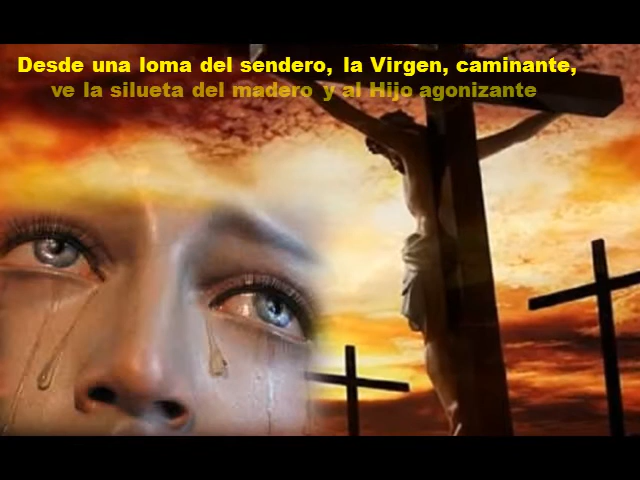 Desde una loma del sendero, la Virgen, caminante,
ve la silueta del madero y al Hijo agonizante